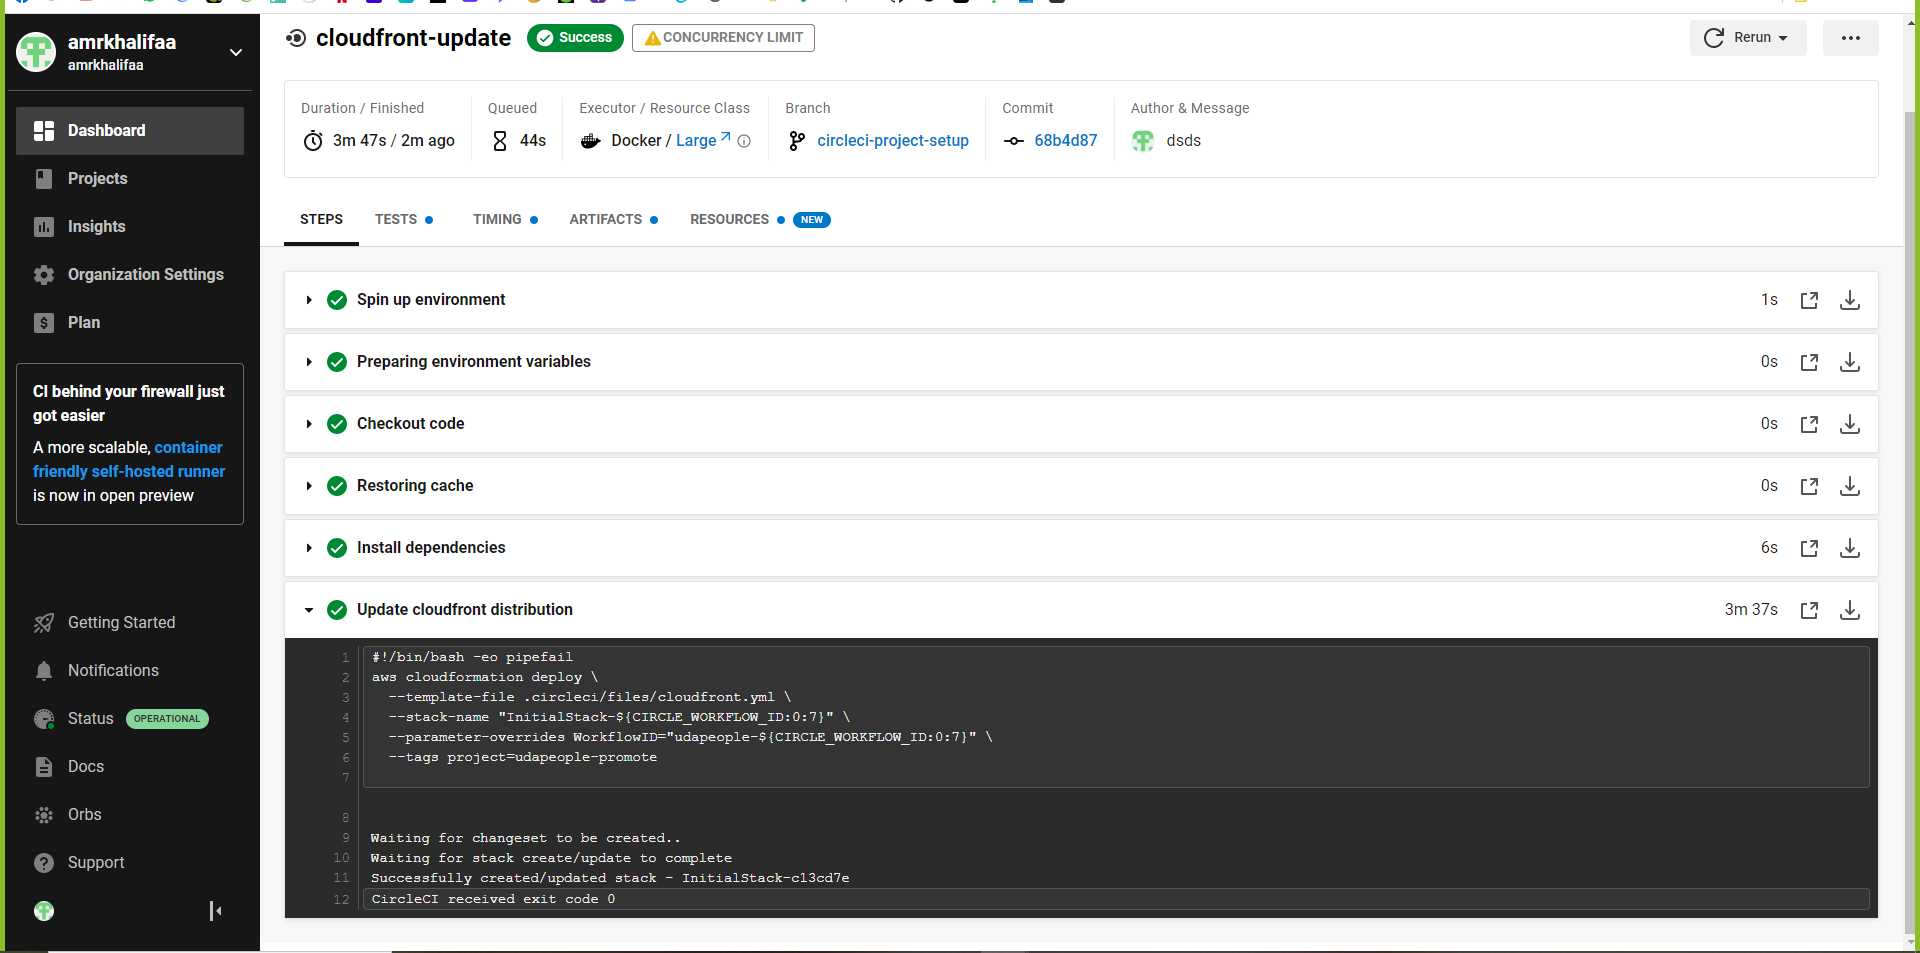 amrkhalifaa
amrkhalifaa
Dashboard
Projects
Insights
Organization Settings
$ Plan
CI behind your firewall just
got easier
A more scalable, container
friendly self-hosted runner
is now in open preview
Getting Started
Notifications
Status OPERATIONAL
Docs
Orbs
? Support
cloudfront-update Success CONCURRENCY LIMIT
Rerun
Duration / Finished
3m 47s / 2m ago
Queued
44s
Executor / Resource Class
Docker / Large
Branch
circleci-project-setup
Commit
68b4d87
Author & Message
dsds
STEPS TESTS TIMING ARTIFACTS RESOURCES NEW
Spin up environment 1s
Preparing environment variables 0s
Checkout code 0s
Restoring cache 0s
Install dependencies 6s
Update cloudfront distribution 3m 37s
1 #!/bin/bash -eo pipefail
2 aws cloudformation deploy \
3 --template-file .circleci/files/cloudfront.yml \
4 --stack-name "InitialStack-${CIRCLE_WORKFLOW_ID:0:7}" \
5 --parameter-overrides WorkflowID="udapeople-${CIRCLE_WORKFLOW_ID:0:7}" \
6 --tags project=udapeople-promote
7
8
9 Waiting for changeset to be created..
10 Waiting for stack create/update to complete
11 Successfully created/updated stack - InitialStack-c13cd7e
12 CircleCI received exit code 0